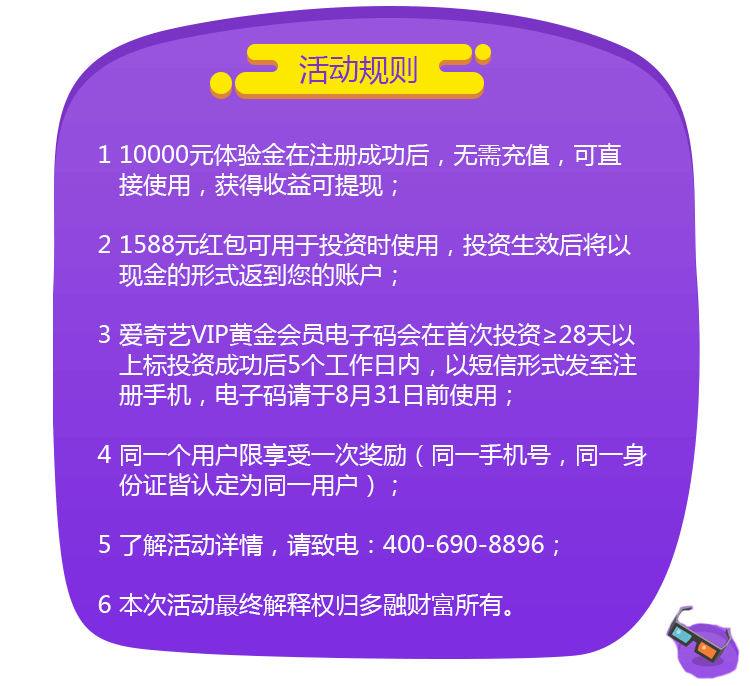 活动规则
1 10000元体验金在注册成功后，无需充值，可直
接使用，获得收益可提现；
2 1588元红包可用于投资时使用，投资生效后将以
现金的形式返到您的账户；
3 爱奇艺VIP黄金会员电子码会在首次投资≥28天以
上标投资成功后5个工作日内，以短信形式发至注
册手机，电子码请于8月31日前使用；
4 同一个用户限享受一次奖励（同一手机号，同一身
份证皆认定为同一用户）；
5 了解活动详情，请致电：400-690-8896；
6 本次活动最终解释权归多融财富所有。